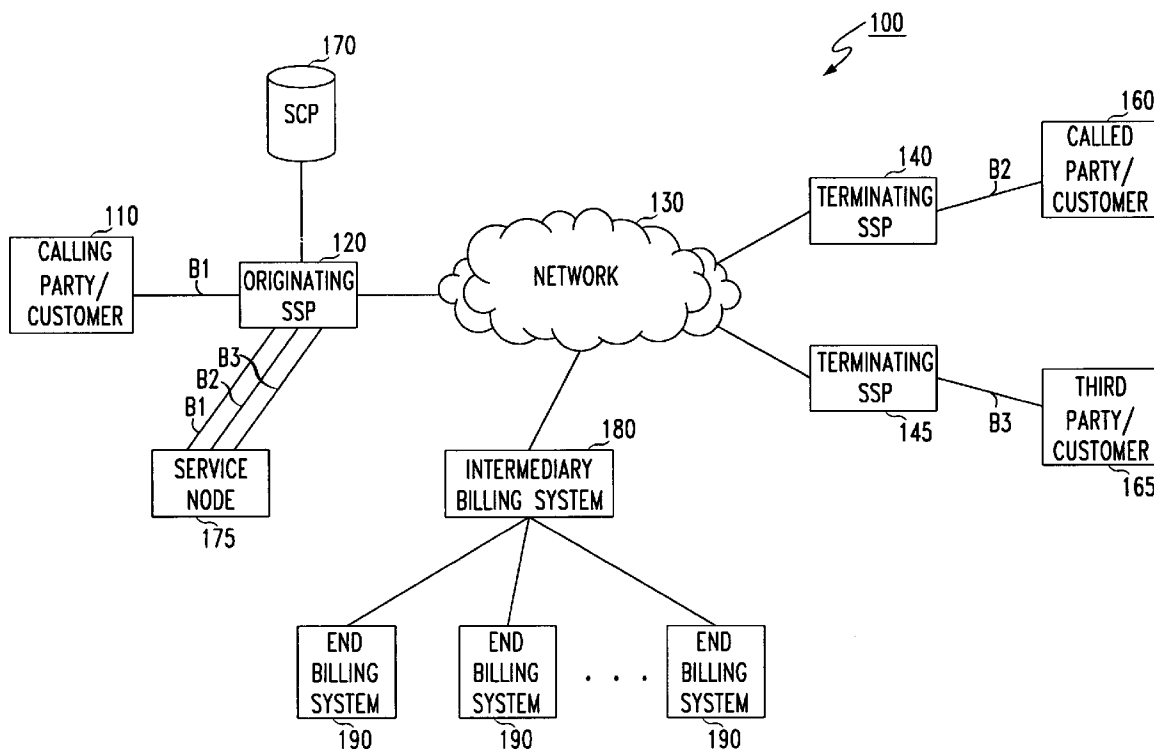 100
170
SCP
160
CALLED
PARTY/
CUSTOMER
140
TERMINATING
SSP
B2
130
NETWORK
110
CALLING
PARTY/
CUSTOMER
B1
120
ORIGINATING
SSP
B3
B2
B1
SERVICE
NODE
175
TERMINATING
SSP
145
B3
THIRD
PARTY/
CUSTOMER
165
180
INTERMEDIARY
BILLING SYSTEM
END
BILLING
SYSTEM
190
END
BILLING
SYSTEM
190
. . .
END
BILLING
SYSTEM
190